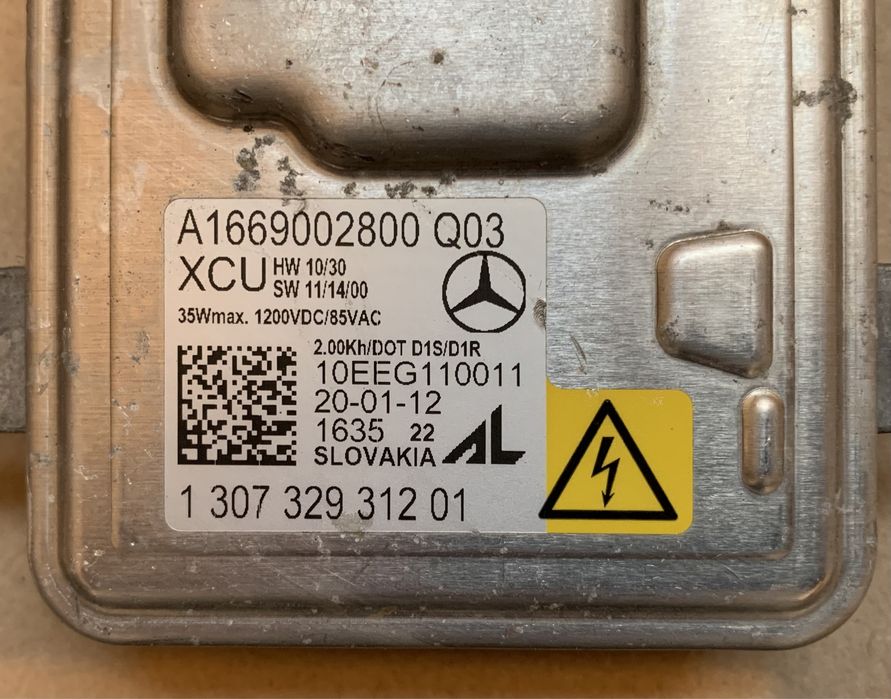 A1669002800 Q03
XCU HW 10/30
SW 11/14/00
35Wmax. 1200VDC/85VAC
2.00Kh/DOT D1S/D1R
10EEG110011
20-01-12
1635 22
SLOVAKIA AL
1 307 329 312 01